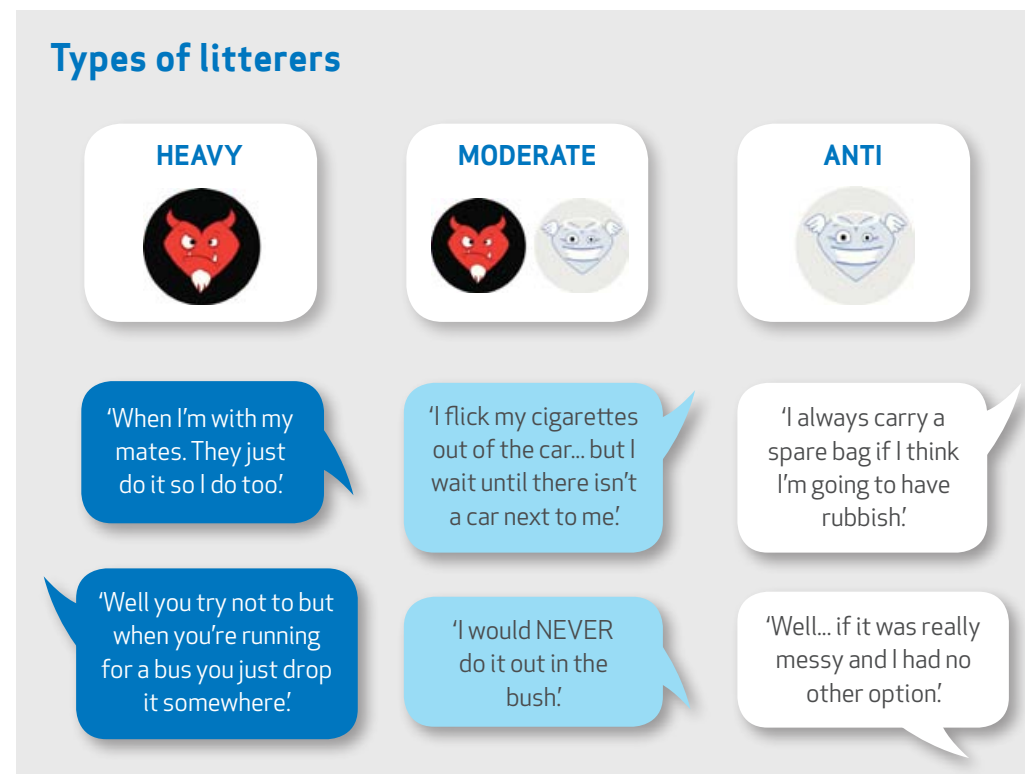 Types of litterers
HEAVY
MODERATE
ANTI
‘When I’m with my
mates. They just
do it so I do too.’
‘Well you try not to but
when you’re running
for a bus you just drop
it somewhere.’
‘I flick my cigarettes
out of the car... but I
wait until there isn’t
a car next to me.’
‘I would NEVER
do it out in the
bush.’
‘I always carry a
spare bag if I think
I’m going to have
rubbish.’
‘Well... if it was really
messy and I had no
other option.’